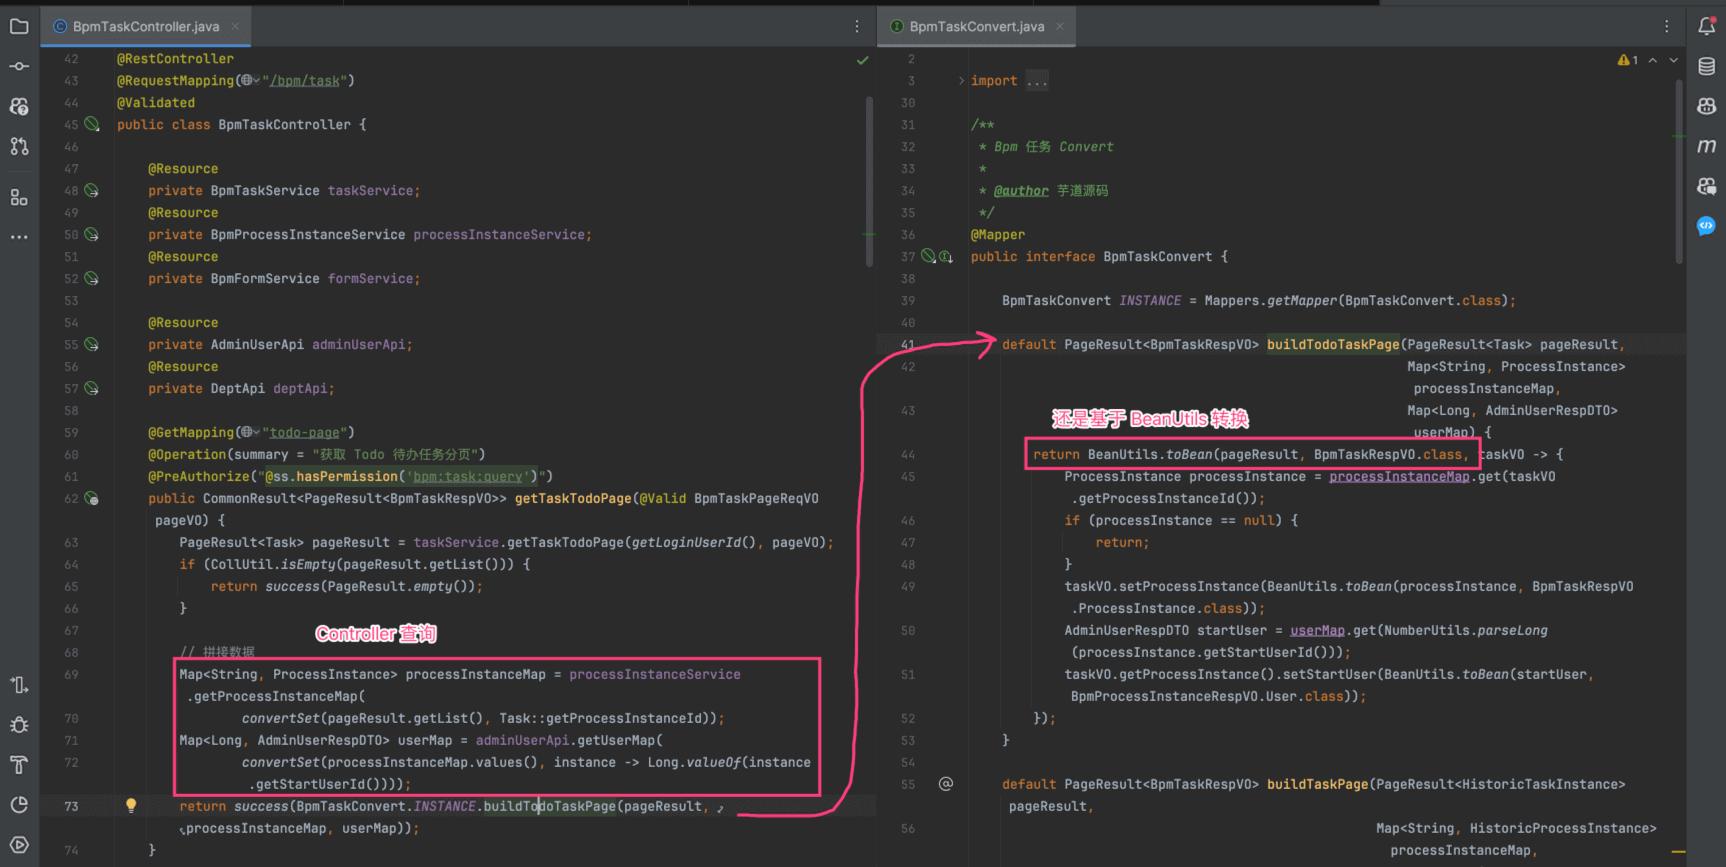 BpmTaskController.java
42 @RestController
43 @RequestMapping("/bpm/task")
44 @Validated
45 public class BpmTaskController {
46
47 @Resource
48 private BpmTaskService taskService;
49 @Resource
50 private BpmProcessInstanceService processInstanceService;
51 @Resource
52 private BpmFormService formService;
53
54 @Resource
55 private AdminUserApi adminUserApi;
56 @Resource
57 private DeptApi deptApi;
58
59 @GetMapping("todo-page")
60 @Operation(summary = "获取 Todo 待办任务分页")
61 @PreAuthorize("@ss.hasPermission('bpm:task:query')")
62 public CommonResult<PageResult<BpmTaskRespVO>> getTaskTodoPage(@Valid BpmTaskPageReqVO
pageVO) {
63 PageResult<Task> pageResult = taskService.getTaskTodoPage(getLoginUserId(), pageVO);
64 if (CollUtil.isEmpty(pageResult.getList())) {
65 return success(PageResult.empty());
66 }
67
Controller 查询
68 // 拼接数据
69 Map<String, ProcessInstance> processInstanceMap = processInstanceService
.getProcessInstanceMap(
70 convertSet(pageResult.getList(), Task::getProcessInstanceId));
71 Map<Long, AdminUserRespDTO> userMap = adminUserApi.getUserMap(
72 convertSet(processInstanceMap.values(), instance -> Long.valueOf(instance
.getStartUserId())));
73 return success(BpmTaskConvert.INSTANCE.buildTodoTaskPage(pageResult,
processInstanceMap, userMap));
74 }
BpmTaskConvert.java
1
2
3 import ...
30
31 /**
32 * Bpm 任务 Convert
33 *
34 * @author 芋道源码
35 */
36 @Mapper
37 public interface BpmTaskConvert {
38
39 BpmTaskConvert INSTANCE = Mappers.getMapper(BpmTaskConvert.class);
40
41 default PageResult<BpmTaskRespVO> buildTodoTaskPage(PageResult<Task> pageResult,
42 Map<String, ProcessInstance>
processInstanceMap,
43 Map<Long, AdminUserRespDTO>
还是基于 BeanUtils 转换
userMap) {
44 return BeanUtils.toBean(pageResult, BpmTaskRespVO.class, taskVO -> {
45 ProcessInstance processInstance = processInstanceMap.get(taskVO
.getProcessInstanceId());
46 if (processInstance == null) {
47 return;
48 }
49 taskVO.setProcessInstance(BeanUtils.toBean(processInstance, BpmTaskRespVO
.ProcessInstance.class));
50 AdminUserRespDTO startUser = userMap.get(NumberUtils.parseLong
(processInstance.getStartUserId()));
51 taskVO.getProcessInstance().setStartUser(BeanUtils.toBean(startUser,
BpmProcessInstanceRespVO.User.class));
52 });
53 }
54
55 default PageResult<BpmTaskRespVO> buildTaskPage(PageResult<HistoricTaskInstance>
pageResult,
56 Map<String, HistoricProcessInstance>
processInstanceMap,